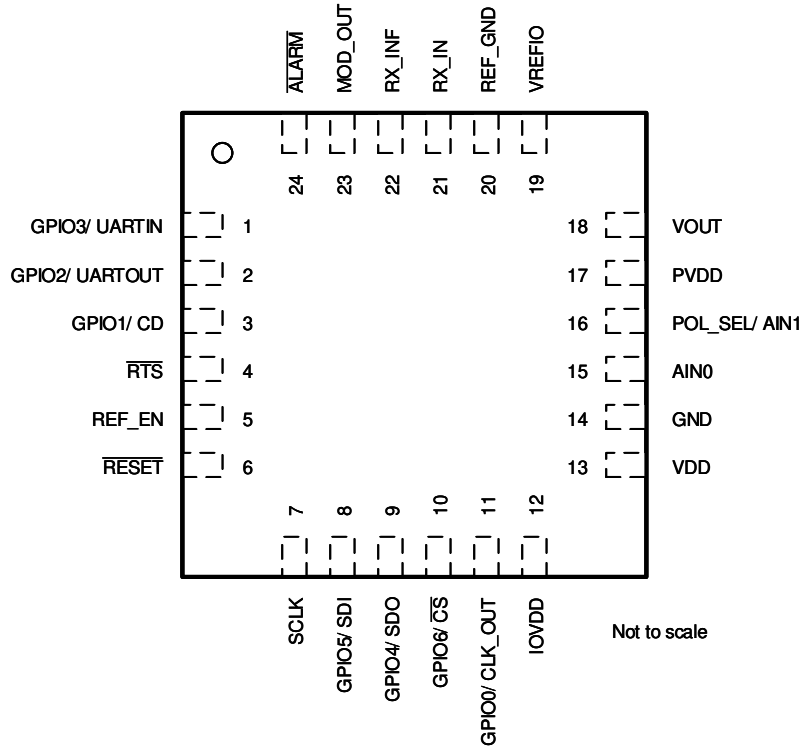 ALARM
MOD_OUT
RX_INF
RX_IN
REF_GND
VREFIO
24
23
22
21
20
19
GPIO3/ UARTIN 1
GPIO2/ UARTOUT 2
GPIO1/ CD 3
RTS 4
REF_EN 5
RESET 6
18 VOUT
17 PVDD
16 POL_SEL/ AIN1
15 AIN0
14 GND
13 VDD
7
8
9
10
11
12
SCLK
GPIO5/ SDI
GPIO4/ SDO
GPIO6/ CS
GPIO0/ CLK_OUT
IOVDD
Not to scale